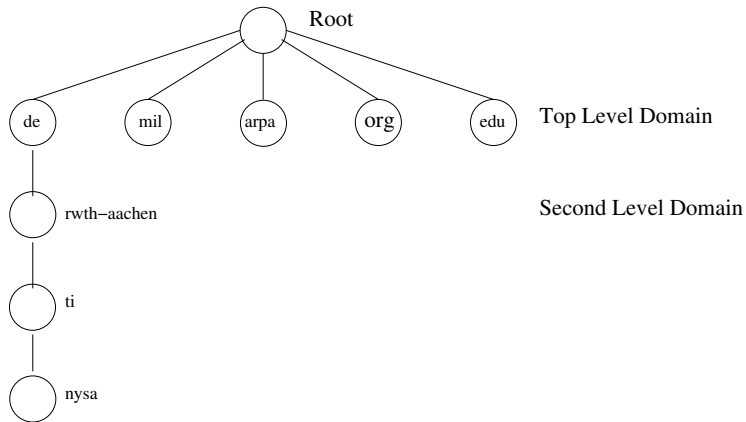 Root
de
mil
arpa
org
edu
Top Level Domain
rwth−aachen
Second Level Domain
ti
nysa